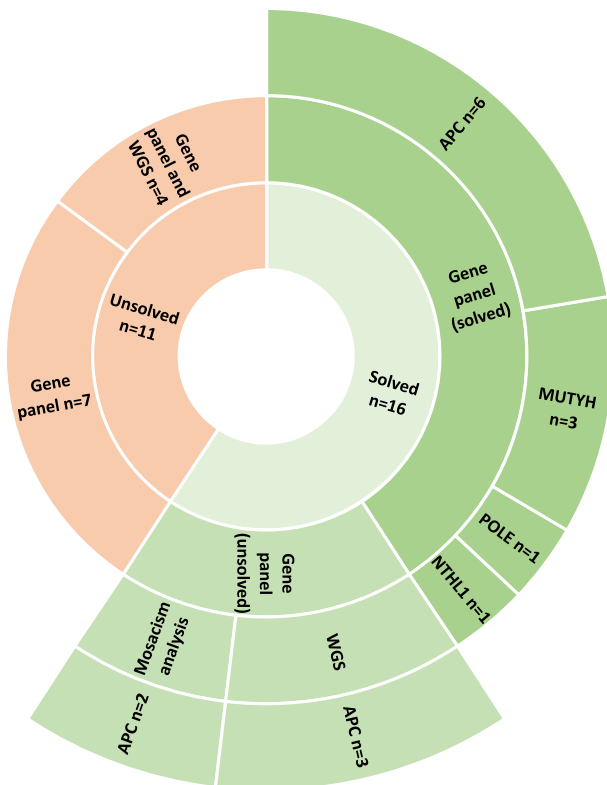 APC n=6
Gene
panel and
WGS n=4
Gene
panel
(solved)
Unsolved
n=11
Solved
n=16
Gene
panel n=7
MUTYH
n=3
POLE n=1
NTHL1 n=1
Gene
panel
(unsolved)
Mosacism
analysis
WGS
APC n=2
APC n=3